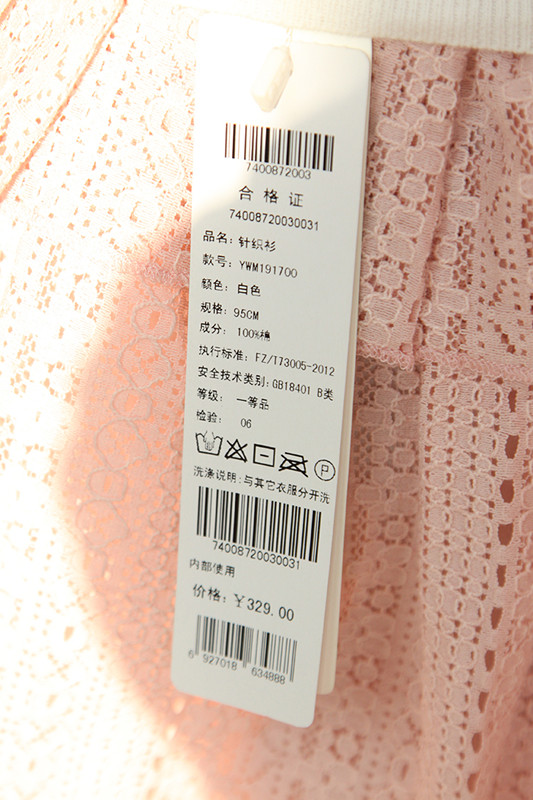 7400872003
合格证
74008720030031
品名: 针织衫
款号: YWM191700
颜色: 白色
规格: 95CM
成分: 100%棉
执行标准: FZ/T73005-2012
安全技术类别: GB18401 B类
等级: 一等品
检验: 06
P
洗涤说明:与其它衣服分开洗
74008720030031
内部使用
价格: ¥329.00
6 927018 634888